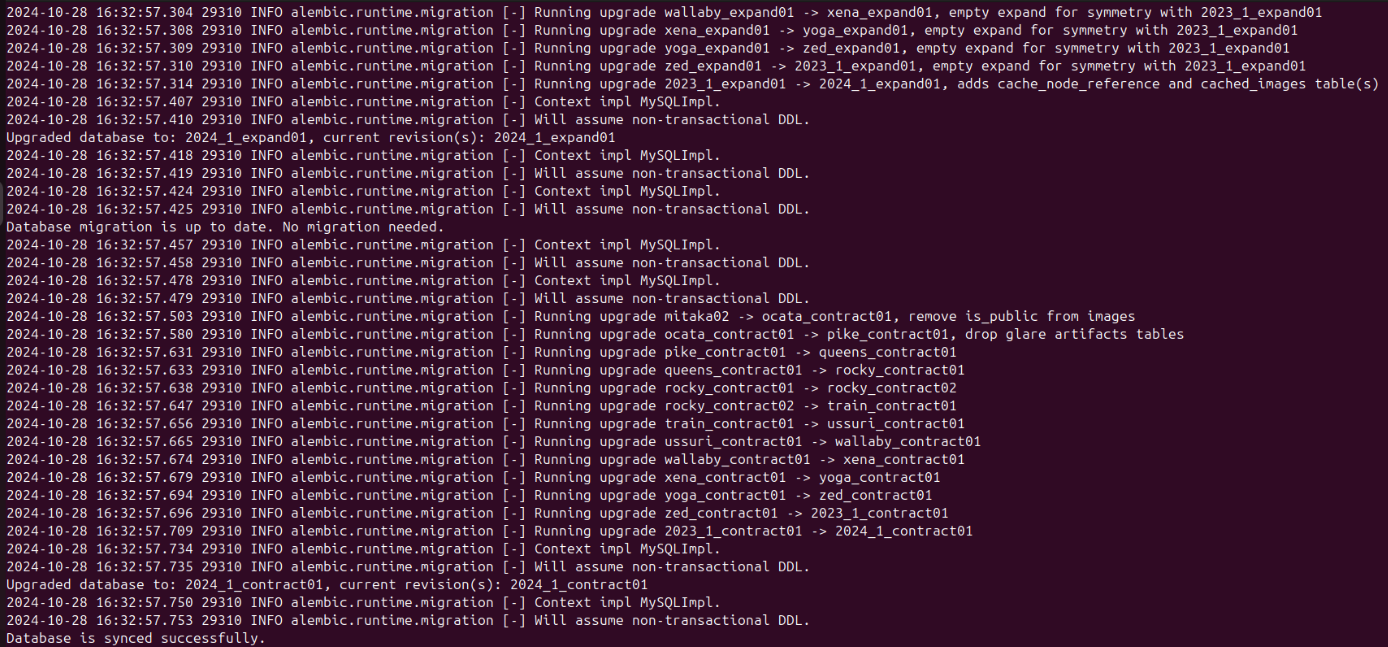 2024-10-28 16:32:57.304 29310 INFO alembic.runtime.migration [-] Running upgrade wallaby_expand01 -> xena_expand01, empty expand for symmetry with 2023_1_expand01
2024-10-28 16:32:57.308 29310 INFO alembic.runtime.migration [-] Running upgrade xena_expand01 -> yoga_expand01, empty expand for symmetry with 2023_1_expand01
2024-10-28 16:32:57.309 29310 INFO alembic.runtime.migration [-] Running upgrade yoga_expand01 -> zed_expand01, empty expand for symmetry with 2023_1_expand01
2024-10-28 16:32:57.310 29310 INFO alembic.runtime.migration [-] Running upgrade zed_expand01 -> 2023_1_expand01, empty expand for symmetry with 2023_1_expand01
2024-10-28 16:32:57.314 29310 INFO alembic.runtime.migration [-] Running upgrade 2023_1_expand01 -> 2024_1_expand01, adds cache_node_reference and cached_images table(s)
2024-10-28 16:32:57.407 29310 INFO alembic.runtime.migration [-] Context impl MySQLImpl.
2024-10-28 16:32:57.410 29310 INFO alembic.runtime.migration [-] Will assume non-transactional DDL.
Upgraded database to: 2024_1_expand01, current revision(s): 2024_1_expand01
2024-10-28 16:32:57.418 29310 INFO alembic.runtime.migration [-] Context impl MySQLImpl.
2024-10-28 16:32:57.419 29310 INFO alembic.runtime.migration [-] Will assume non-transactional DDL.
2024-10-28 16:32:57.424 29310 INFO alembic.runtime.migration [-] Context impl MySQLImpl.
2024-10-28 16:32:57.425 29310 INFO alembic.runtime.migration [-] Will assume non-transactional DDL.
Database migration is up to date. No migration needed.
2024-10-28 16:32:57.457 29310 INFO alembic.runtime.migration [-] Context impl MySQLImpl.
2024-10-28 16:32:57.458 29310 INFO alembic.runtime.migration [-] Will assume non-transactional DDL.
2024-10-28 16:32:57.478 29310 INFO alembic.runtime.migration [-] Context impl MySQLImpl.
2024-10-28 16:32:57.479 29310 INFO alembic.runtime.migration [-] Will assume non-transactional DDL.
2024-10-28 16:32:57.503 29310 INFO alembic.runtime.migration [-] Running upgrade mitaka02 -> ocata_contract01, remove is_public from images
2024-10-28 16:32:57.580 29310 INFO alembic.runtime.migration [-] Running upgrade ocata_contract01 -> pike_contract01, drop glare artifacts tables
2024-10-28 16:32:57.631 29310 INFO alembic.runtime.migration [-] Running upgrade pike_contract01 -> queens_contract01
2024-10-28 16:32:57.633 29310 INFO alembic.runtime.migration [-] Running upgrade queens_contract01 -> rocky_contract01
2024-10-28 16:32:57.638 29310 INFO alembic.runtime.migration [-] Running upgrade rocky_contract01 -> rocky_contract02
2024-10-28 16:32:57.647 29310 INFO alembic.runtime.migration [-] Running upgrade rocky_contract02 -> train_contract01
2024-10-28 16:32:57.656 29310 INFO alembic.runtime.migration [-] Running upgrade train_contract01 -> ussuri_contract01
2024-10-28 16:32:57.665 29310 INFO alembic.runtime.migration [-] Running upgrade ussuri_contract01 -> wallaby_contract01
2024-10-28 16:32:57.674 29310 INFO alembic.runtime.migration [-] Running upgrade wallaby_contract01 -> xena_contract01
2024-10-28 16:32:57.679 29310 INFO alembic.runtime.migration [-] Running upgrade xena_contract01 -> yoga_contract01
2024-10-28 16:32:57.694 29310 INFO alembic.runtime.migration [-] Running upgrade yoga_contract01 -> zed_contract01
2024-10-28 16:32:57.696 29310 INFO alembic.runtime.migration [-] Running upgrade zed_contract01 -> 2023_1_contract01
2024-10-28 16:32:57.709 29310 INFO alembic.runtime.migration [-] Running upgrade 2023_1_contract01 -> 2024_1_contract01
2024-10-28 16:32:57.734 29310 INFO alembic.runtime.migration [-] Context impl MySQLImpl.
2024-10-28 16:32:57.735 29310 INFO alembic.runtime.migration [-] Will assume non-transactional DDL.
Upgraded database to: 2024_1_contract01, current revision(s): 2024_1_contract01
2024-10-28 16:32:57.750 29310 INFO alembic.runtime.migration [-] Context impl MySQLImpl.
2024-10-28 16:32:57.753 29310 INFO alembic.runtime.migration [-] Will assume non-transactional DDL.
Database is synced successfully.